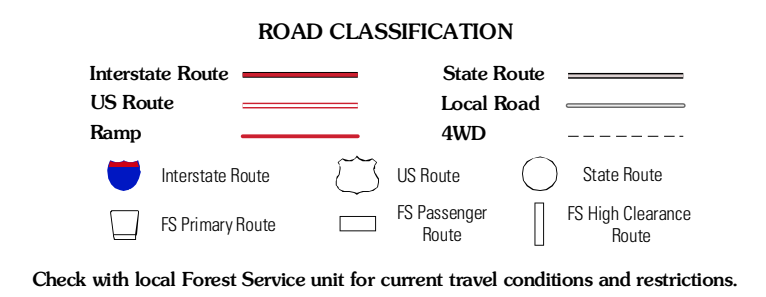 ROAD CLASSIFICATION
Interstate Route
State Route
US Route
Local Road
Ramp
4WD
Interstate Route
US Route
State Route
FS Primary Route
FS Passenger
Route
FS High Clearance
Route
Check with local Forest Service unit for current travel conditions and restrictions.